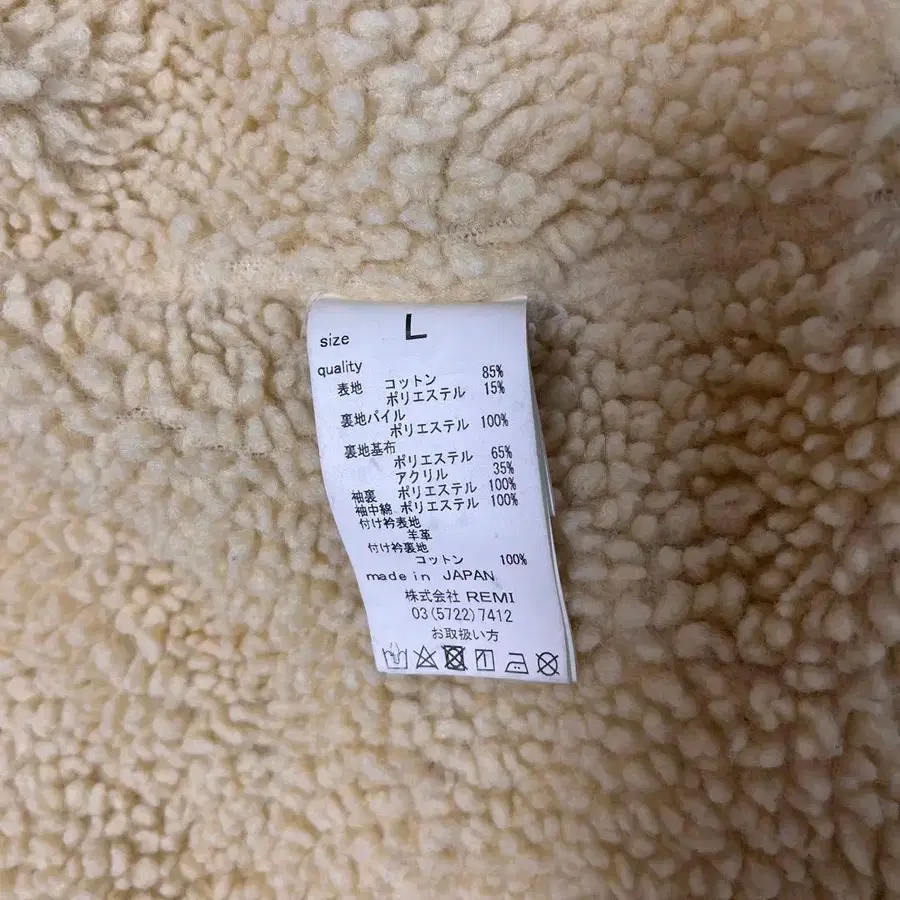 size L
quality
表地 コットン 85%
ポリエステル 15%
裏地パイル
ポリエステル 100%
裏地基布
ポリエステル 65%
アクリル 35%
袖裏 ポリエステル 100%
袖中綿 ポリエステル 100%
付け衿表地
羊革
付け衿裏地
コットン 100%
made in JAPAN
株式会社 REMI
03(5722)7412
お取扱い方